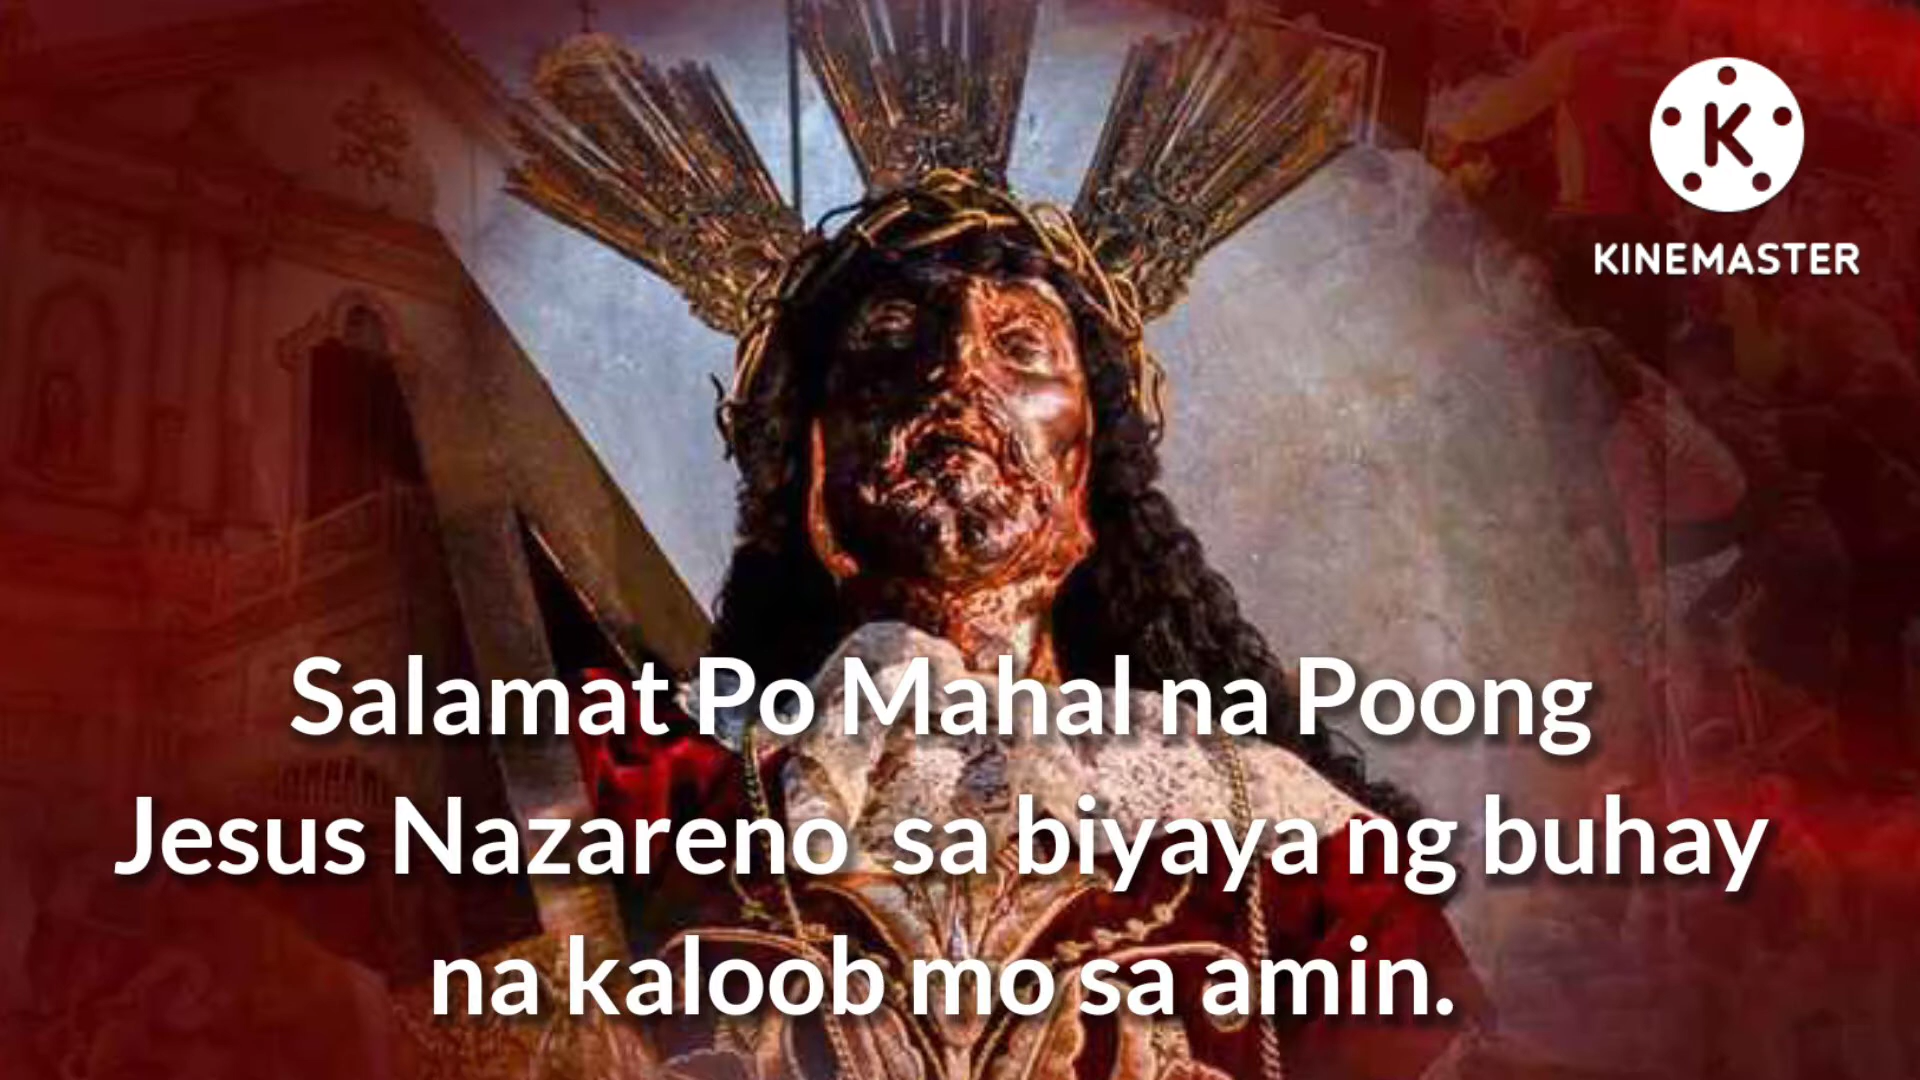 K
KINEMASTER
Salamat Po Mahal na Poong
Jesus Nazareno sa biyaya ng buhay
na kaloob mo sa amin.